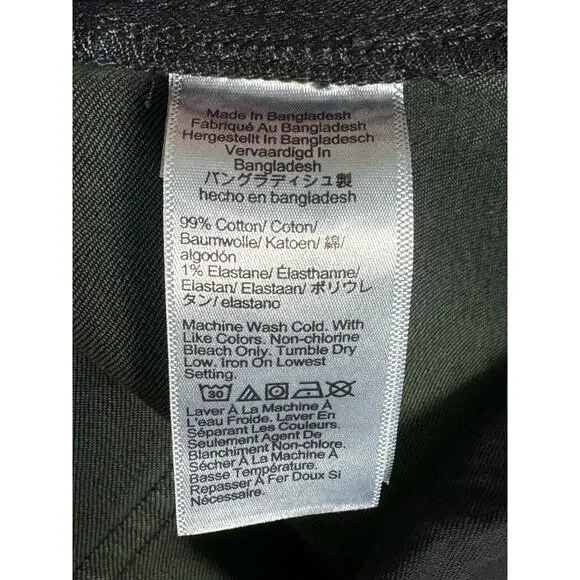 Made In Bangladesh
Fabriqué Au Bangladesh
Hergestellt In Bangladesch
Vervaardigd In
Bangladesh
バングラディシュ製
hecho en bangladesh
99% Cotton/ Coton/
Baumwolle/ Katoen/ 綿/
algodón
1% Elastane/ Élasthanne/
Elastan/ Elastaan/ ポリウレ
タン/ elastano
Machine Wash Cold. With
Like Colors. Non-chlorine
Bleach Only. Tumble Dry
Low. Iron On Lowest
Setting.
30
Laver À La Machine À
L'eau Froide. Laver En
Séparant Les Couleurs.
Seulement Agent De
Blanchiment Non-chlore.
Sécher À La Machine À
Basse Température.
Repasser À Fer Doux Si
Nécessaire.